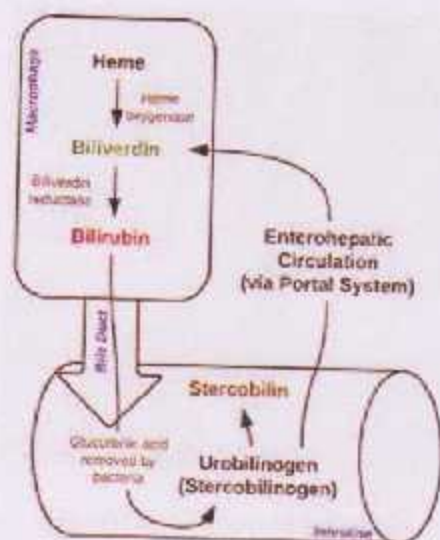 Macrophage
Heme
Heme
oxygenase
Biliverdin
Biliverdin
reductase
Bilirubin
Enterohepatic
Circulation
(via Portal System)
Bile Duct
Stercobilin
Glucuronic acid
removed by
bacteria
Urobilinogen
(Stercobilinogen)
Intestine